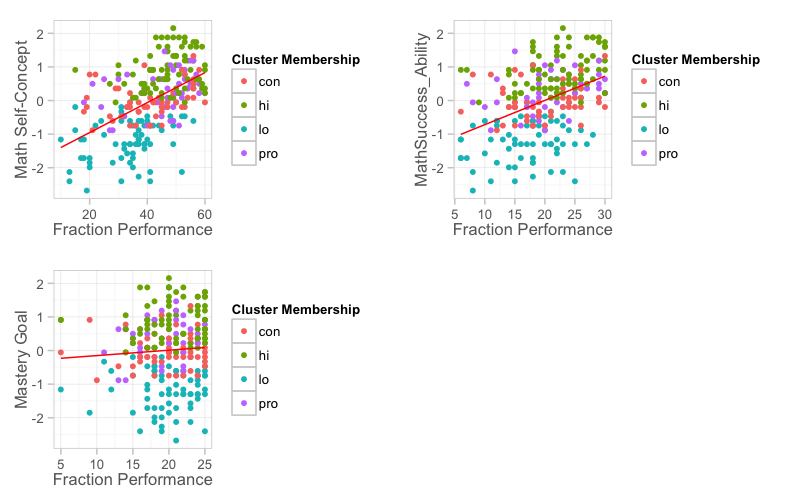 Math Self-Concept
2
1
0
-1
-2
20 40 60
Fraction Performance
Cluster Membership
con
hi
lo
pro
MathSuccess_Ability
2
1
0
-1
-2
5 10 15 20 25 30
Fraction Performance
Cluster Membership
con
hi
lo
pro
Mastery Goal
2
1
0
-1
-2
5 10 15 20 25
Fraction Performance
Cluster Membership
con
hi
lo
pro